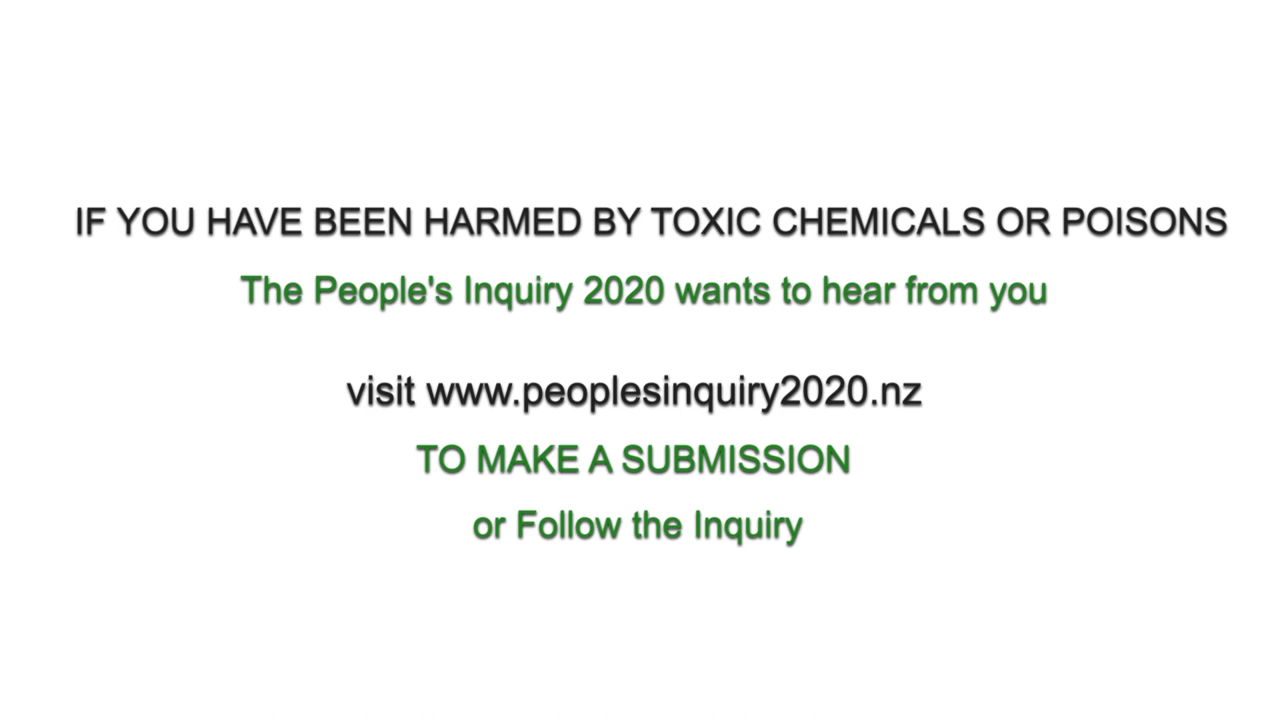 IF YOU HAVE BEEN HARMED BY TOXIC CHEMICALS OR POISONS
The People's Inquiry 2020 wants to hear from you
visit www.peoplesinquiry2020.nz
TO MAKE A SUBMISSION
or Follow the Inquiry